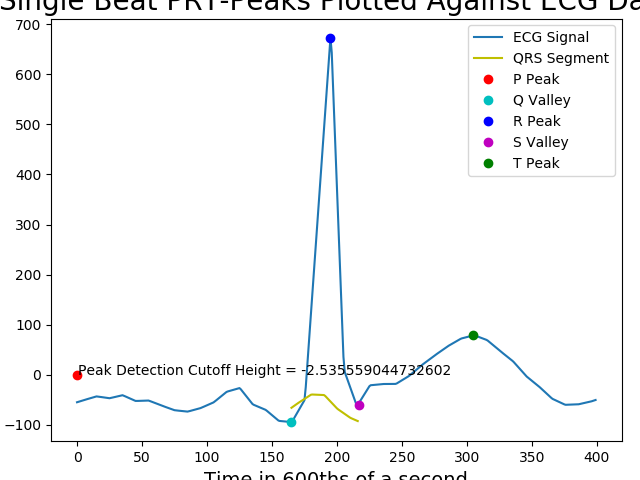 Single Beat PRT-Peaks Plotted Against ECG Da
700
600
500
400
300
200
100
0
−100
ECG Signal
QRS Segment
P Peak
Q Valley
R Peak
S Valley
T Peak
Peak Detection Cutoff Height = -2.535559044732602
0 50 100 150 200 250 300 350 400
Time in 600ths of a second